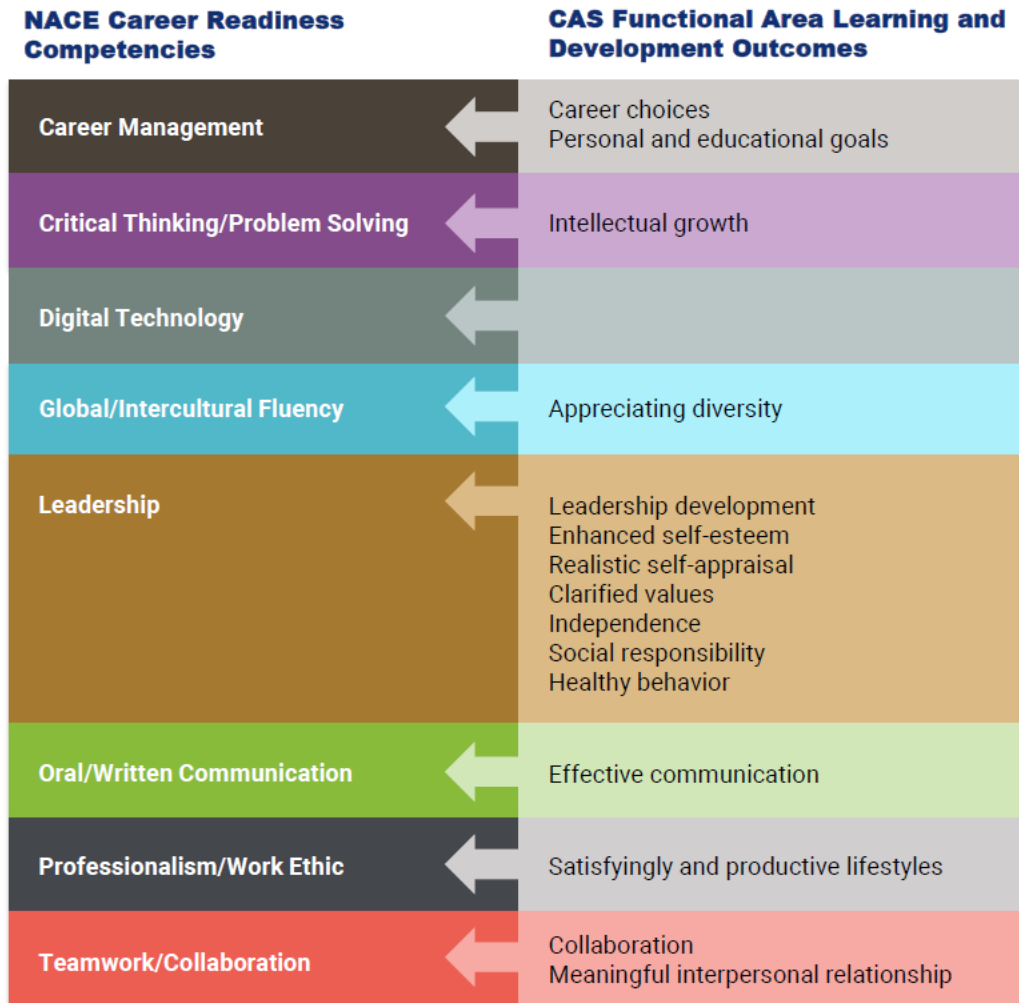 NACE Career Readiness
Competencies
CAS Functional Area Learning and
Development Outcomes
Career Management
Career choices
Personal and educational goals
Critical Thinking/Problem Solving
Intellectual growth
Digital Technology
Global/Intercultural Fluency
Appreciating diversity
Leadership
Leadership development
Enhanced self-esteem
Realistic self-appraisal
Clarified values
Independence
Social responsibility
Healthy behavior
Oral/Written Communication
Effective communication
Professionalism/Work Ethic
Satisfyingly and productive lifestyles
Teamwork/Collaboration
Collaboration
Meaningful interpersonal relationship